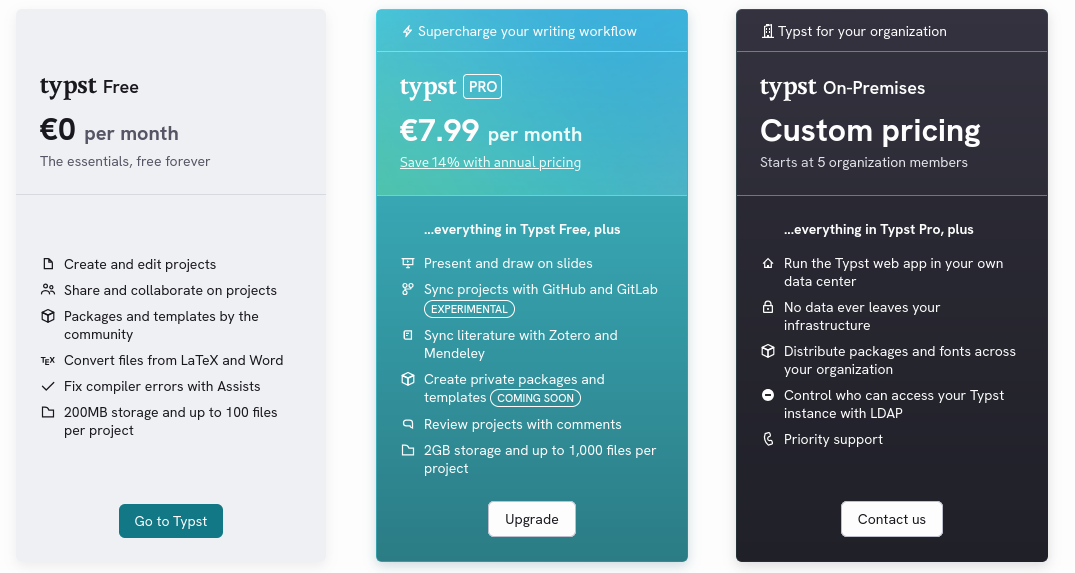 typst Free
€0 per month
The essentials, free forever
Create and edit projects
Share and collaborate on projects
Packages and templates by the
community
TEX Convert files from LaTeX and Word
Fix compiler errors with Assists
200MB storage and up to 100 files
per project
Go to Typst
Supercharge your writing workflow
typst PRO
€7.99 per month
Save 14% with annual pricing
...everything in Typst Free, plus
Present and draw on slides
Sync projects with GitHub and GitLab
EXPERIMENTAL
Sync literature with Zotero and
Mendeley
Create private packages and
templates COMING SOON
Review projects with comments
2GB storage and up to 1,000 files per
project
Upgrade
Typst for your organization
typst On-Premises
Custom pricing
Starts at 5 organization members
...everything in Typst Pro, plus
Run the Typst web app in your own
data center
No data ever leaves your
infrastructure
Distribute packages and fonts across
your organization
Control who can access your Typst
instance with LDAP
Priority support
Contact us